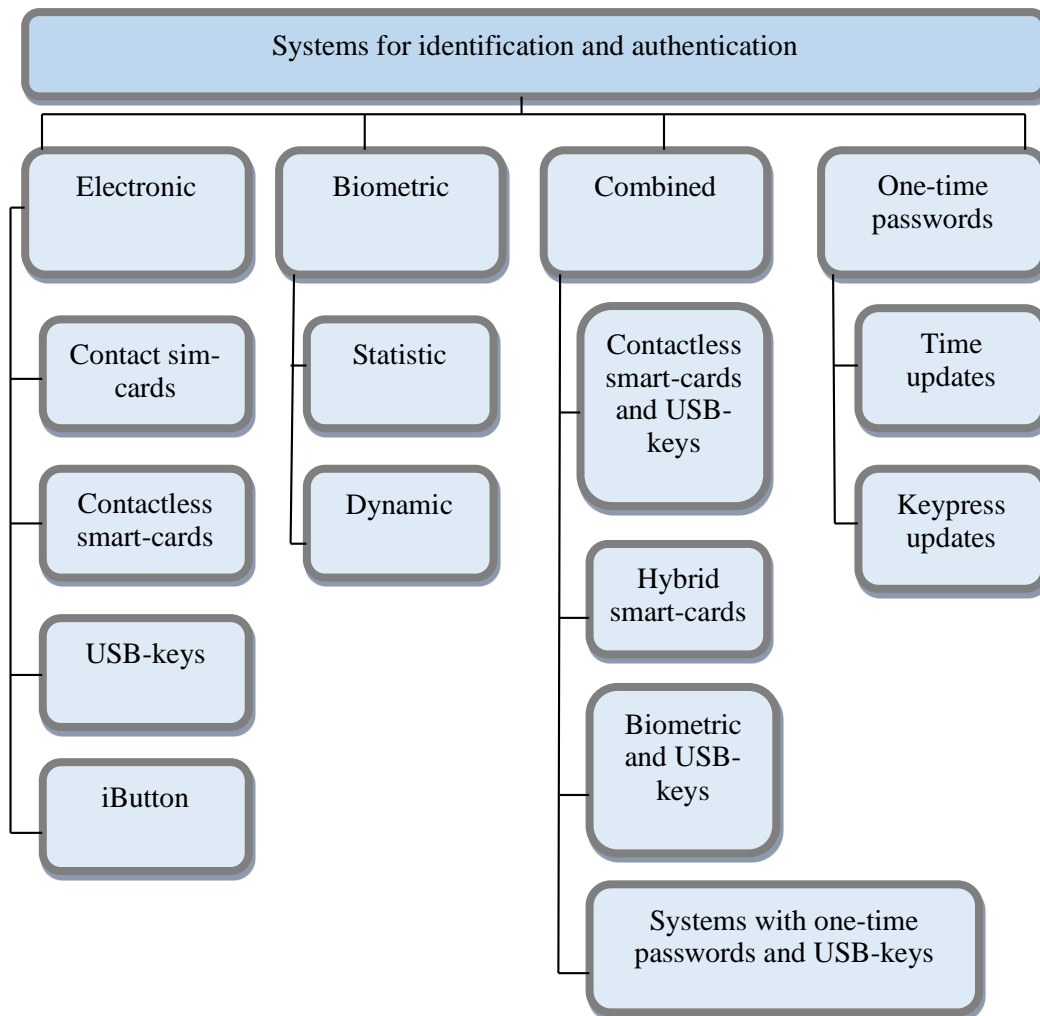 Systems for identification and authentication
Electronic
Biometric
Combined
One-time
passwords
Contact sim-
cards
Contactless
smart-cards
USB-keys
iButton
Statistic
Dynamic
Contactless
smart-cards
and USB-
keys
Hybrid
smart-cards
Biometric
and USB-
keys
Systems with one-time
passwords and USB-keys
Time
updates
Keypress
updates